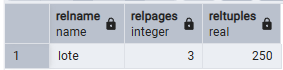 relname relpages reltuples
name integer real
1 lote 3 250